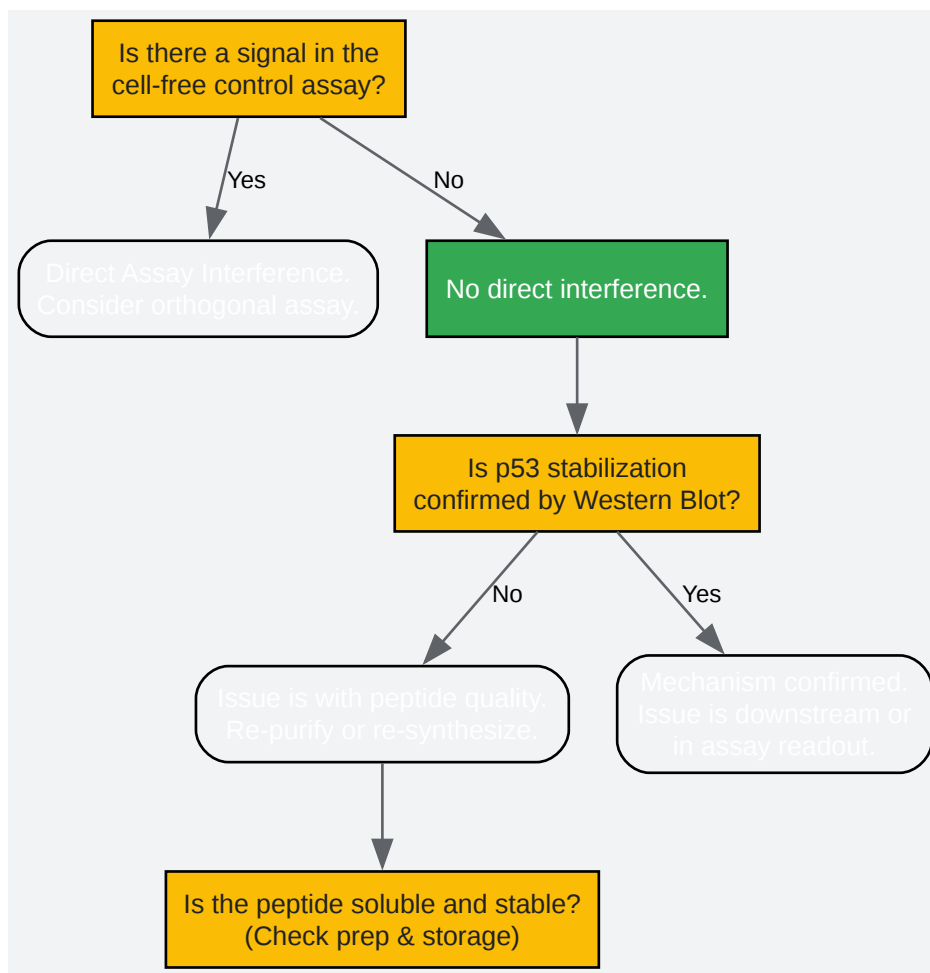 Is there a signal in the
cell-free control assay?
Yes
No
Direct Assay Interference.
Consider orthogonal assay.
No direct interference.
Is p53 stabilization
confirmed by Western Blot?
No
Yes
Issue is with peptide quality.
Re-purify or re-synthesize.
Mechanism confirmed.
Issue is downstream or
in assay readout.
Is the peptide soluble and stable?
(Check prep & storage)